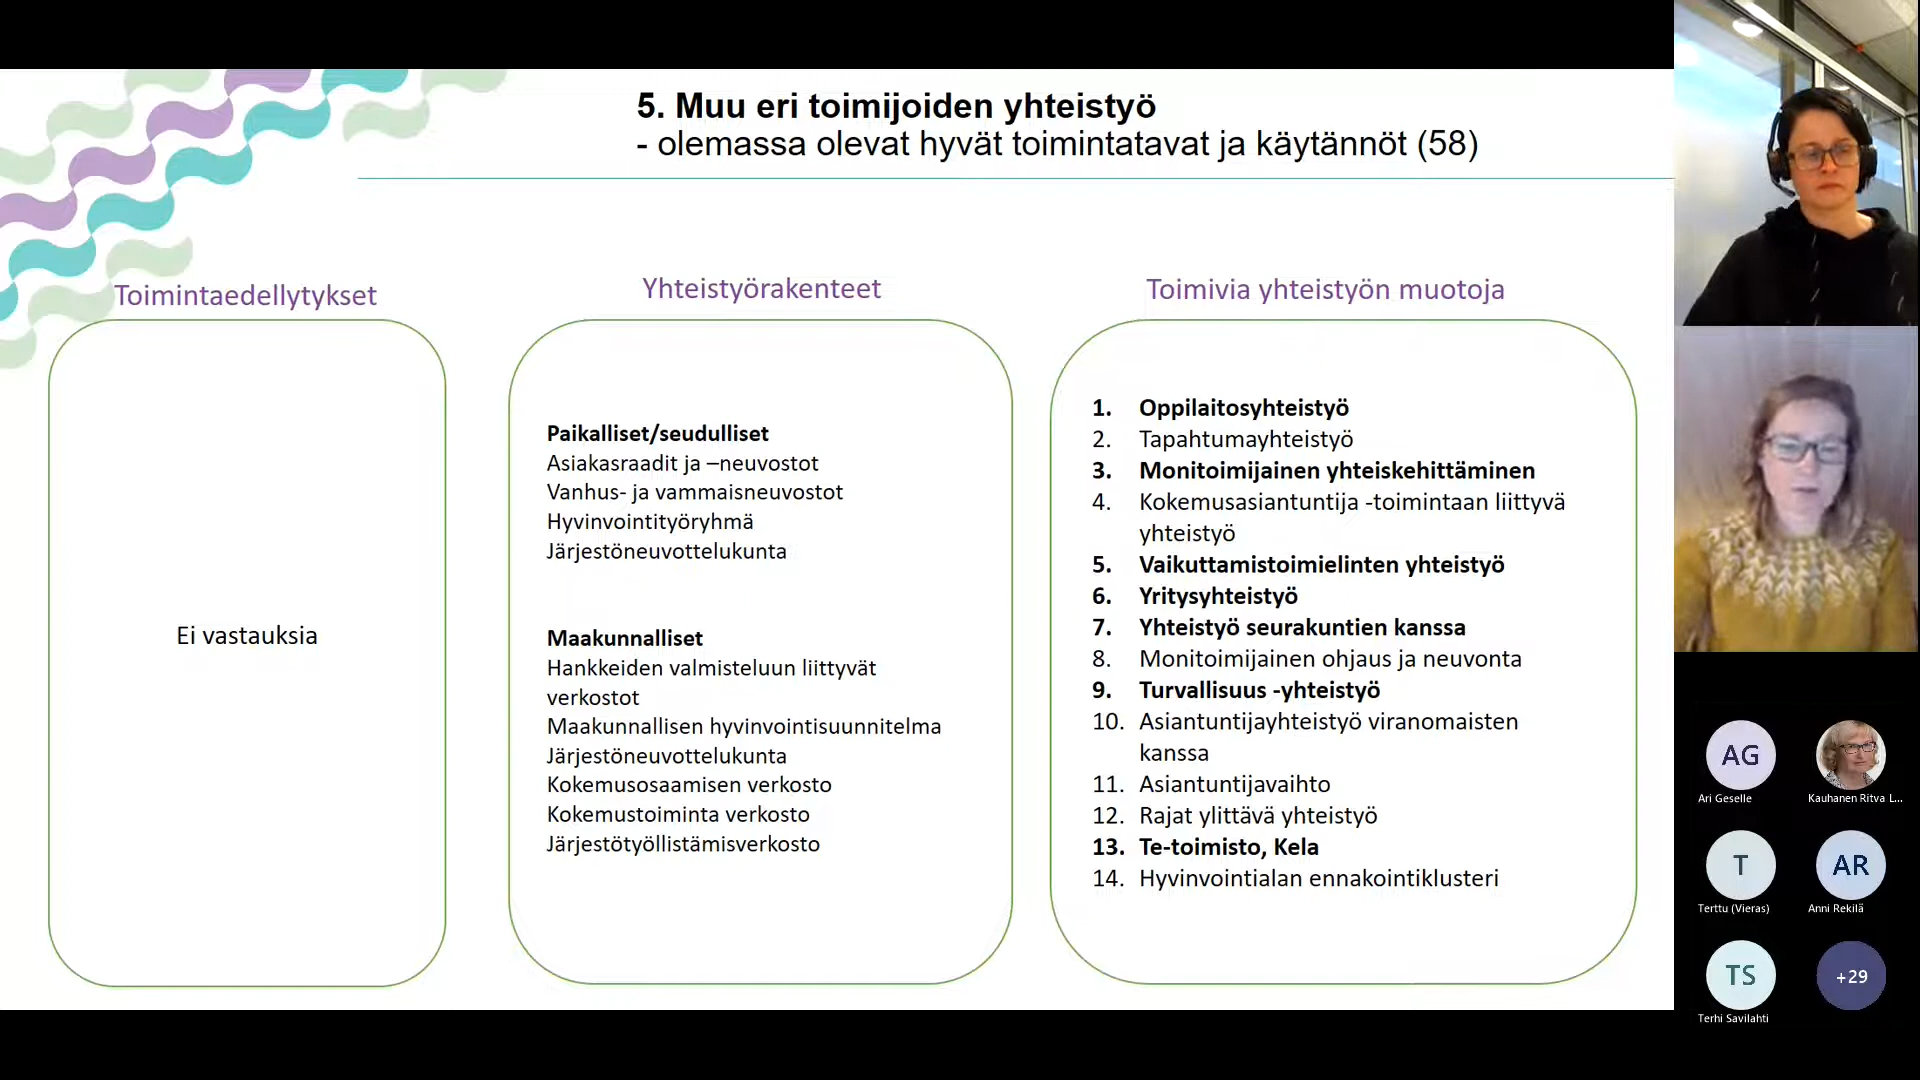 5. Muu eri toimijoiden yhteistyö
- olemassa olevat hyvät toimintatavat ja käytännöt (58)
Toimintaedellytykset
Ei vastauksia
Yhteistyörakenteet
Paikalliset/seudulliset
Asiakasraadit ja –neuvostot
Vanhus- ja vammaisneuvostot
Hyvinvointityöryhmä
Järjestöneuvottelukunta
Maakunnalliset
Hankkeiden valmisteluun liittyvät
verkostot
Maakunnallisen hyvinvointisuunnitelma
Järjestöneuvottelukunta
Kokemusosaamisen verkosto
Kokemustoiminta verkosto
Järjestötyöllistämisverkosto
Toimivia yhteistyön muotoja
1. Oppilaitosyhteistyö
2. Tapahtumayhteistyö
3. Monitoimijainen yhteiskehittäminen
4. Kokemusasiantuntija -toimintaan liittyvä
yhteistyö
5. Vaikuttamistoimielinten yhteistyö
6. Yritysyhteistyö
7. Yhteistyö seurakuntien kanssa
8. Monitoimijainen ohjaus ja neuvonta
9. Turvallisuus -yhteistyö
10. Asiantuntijayhteistyö viranomaisten
kanssa
11. Asiantuntijavaihto
12. Rajat ylittävä yhteistyö
13. Te-toimisto, Kela
14. Hyvinvointialan ennakointiklusteri
AG
Ari Geselle
Kauhanen Ritva L...
T
Terttu (Vieras)
AR
Anni Rekilä
TS
Terhi Savilahti
+29